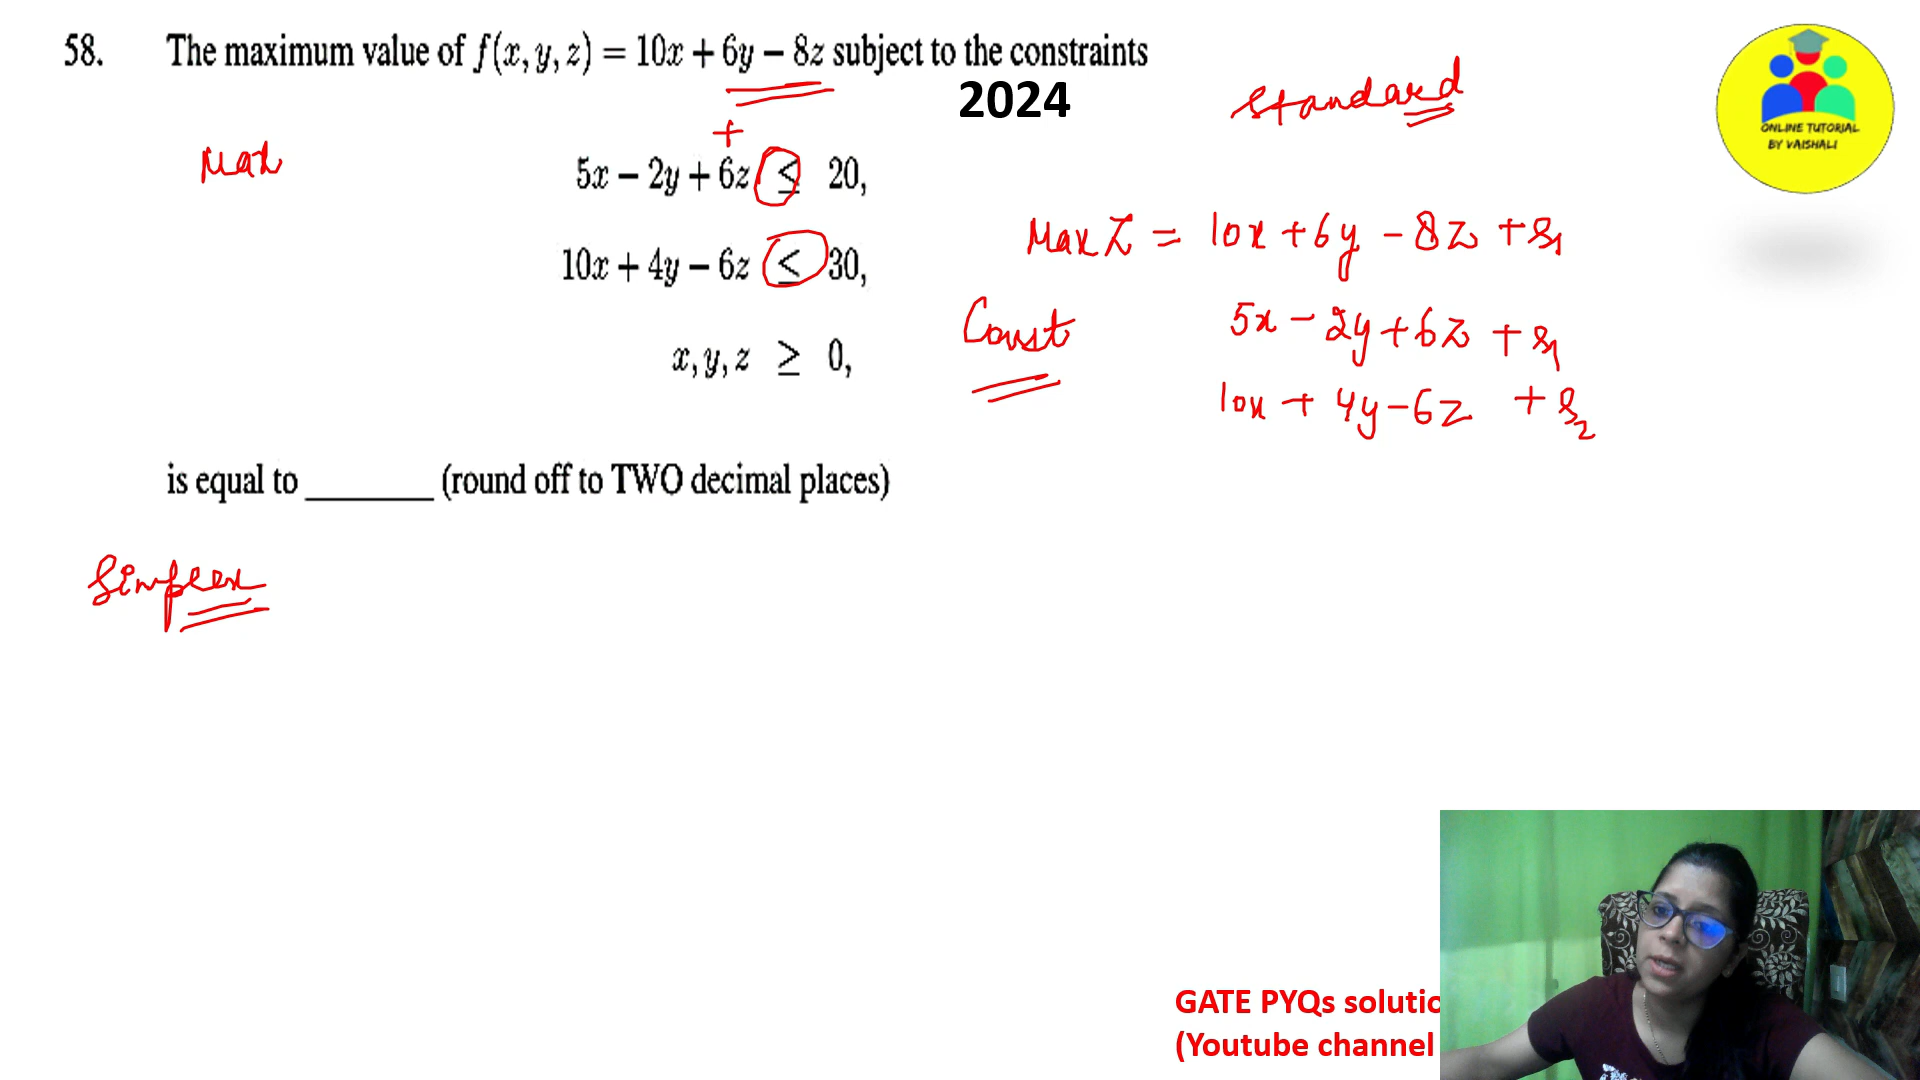 58. The maximum value of f(x, y, z) = 10x + 6y − 8z subject to the constraints
2024
Standard
ONLINE TUTORIAL
BY VAISHALI
Max
+
5x − 2y + 6z ≤ 20,
10x + 4y − 6z ≤ 30,
x, y, z ≥ 0,
Max Z = 10x + 6y − 8z + s1
Const
5x − 2y + 6z + s1
10x + 4y − 6z + s2
is equal to ________ (round off to TWO decimal places)
Simplex
GATE PYQs solutio
(Youtube channel